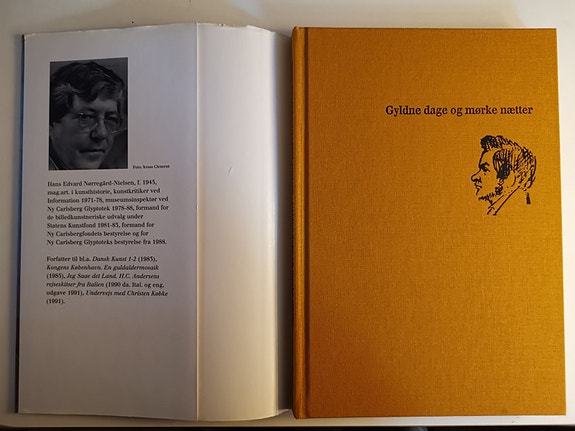 Foto: Krass Clement
Hans Edvard Nørregård-Nielsen, f. 1945,
mag.art. i kunsthistorie, kunstkritiker ved
Information 1971-78, museumsinspektør ved
Ny Carlsberg Glyptotek 1978-88, formand for
de billedkunstneriske udvalg under
Statens Kunstfond 1981-83, formand for
Ny Carlsbergfondets bestyrelse og for
Ny Carlsberg Glyptoteks bestyrelse fra 1988.
Forfatter til bl.a. Dansk Kunst 1-2 (1983),
Kongens København. En guldaldermosaik
(1985), Jeg Saae det Land. H.C. Andersens
rejseskitser fra Italien (1990 da. Ital. og eng.
udgave 1991), Undervejs med Christen Købke
(1991).
Gyldne dage og mørke nætter